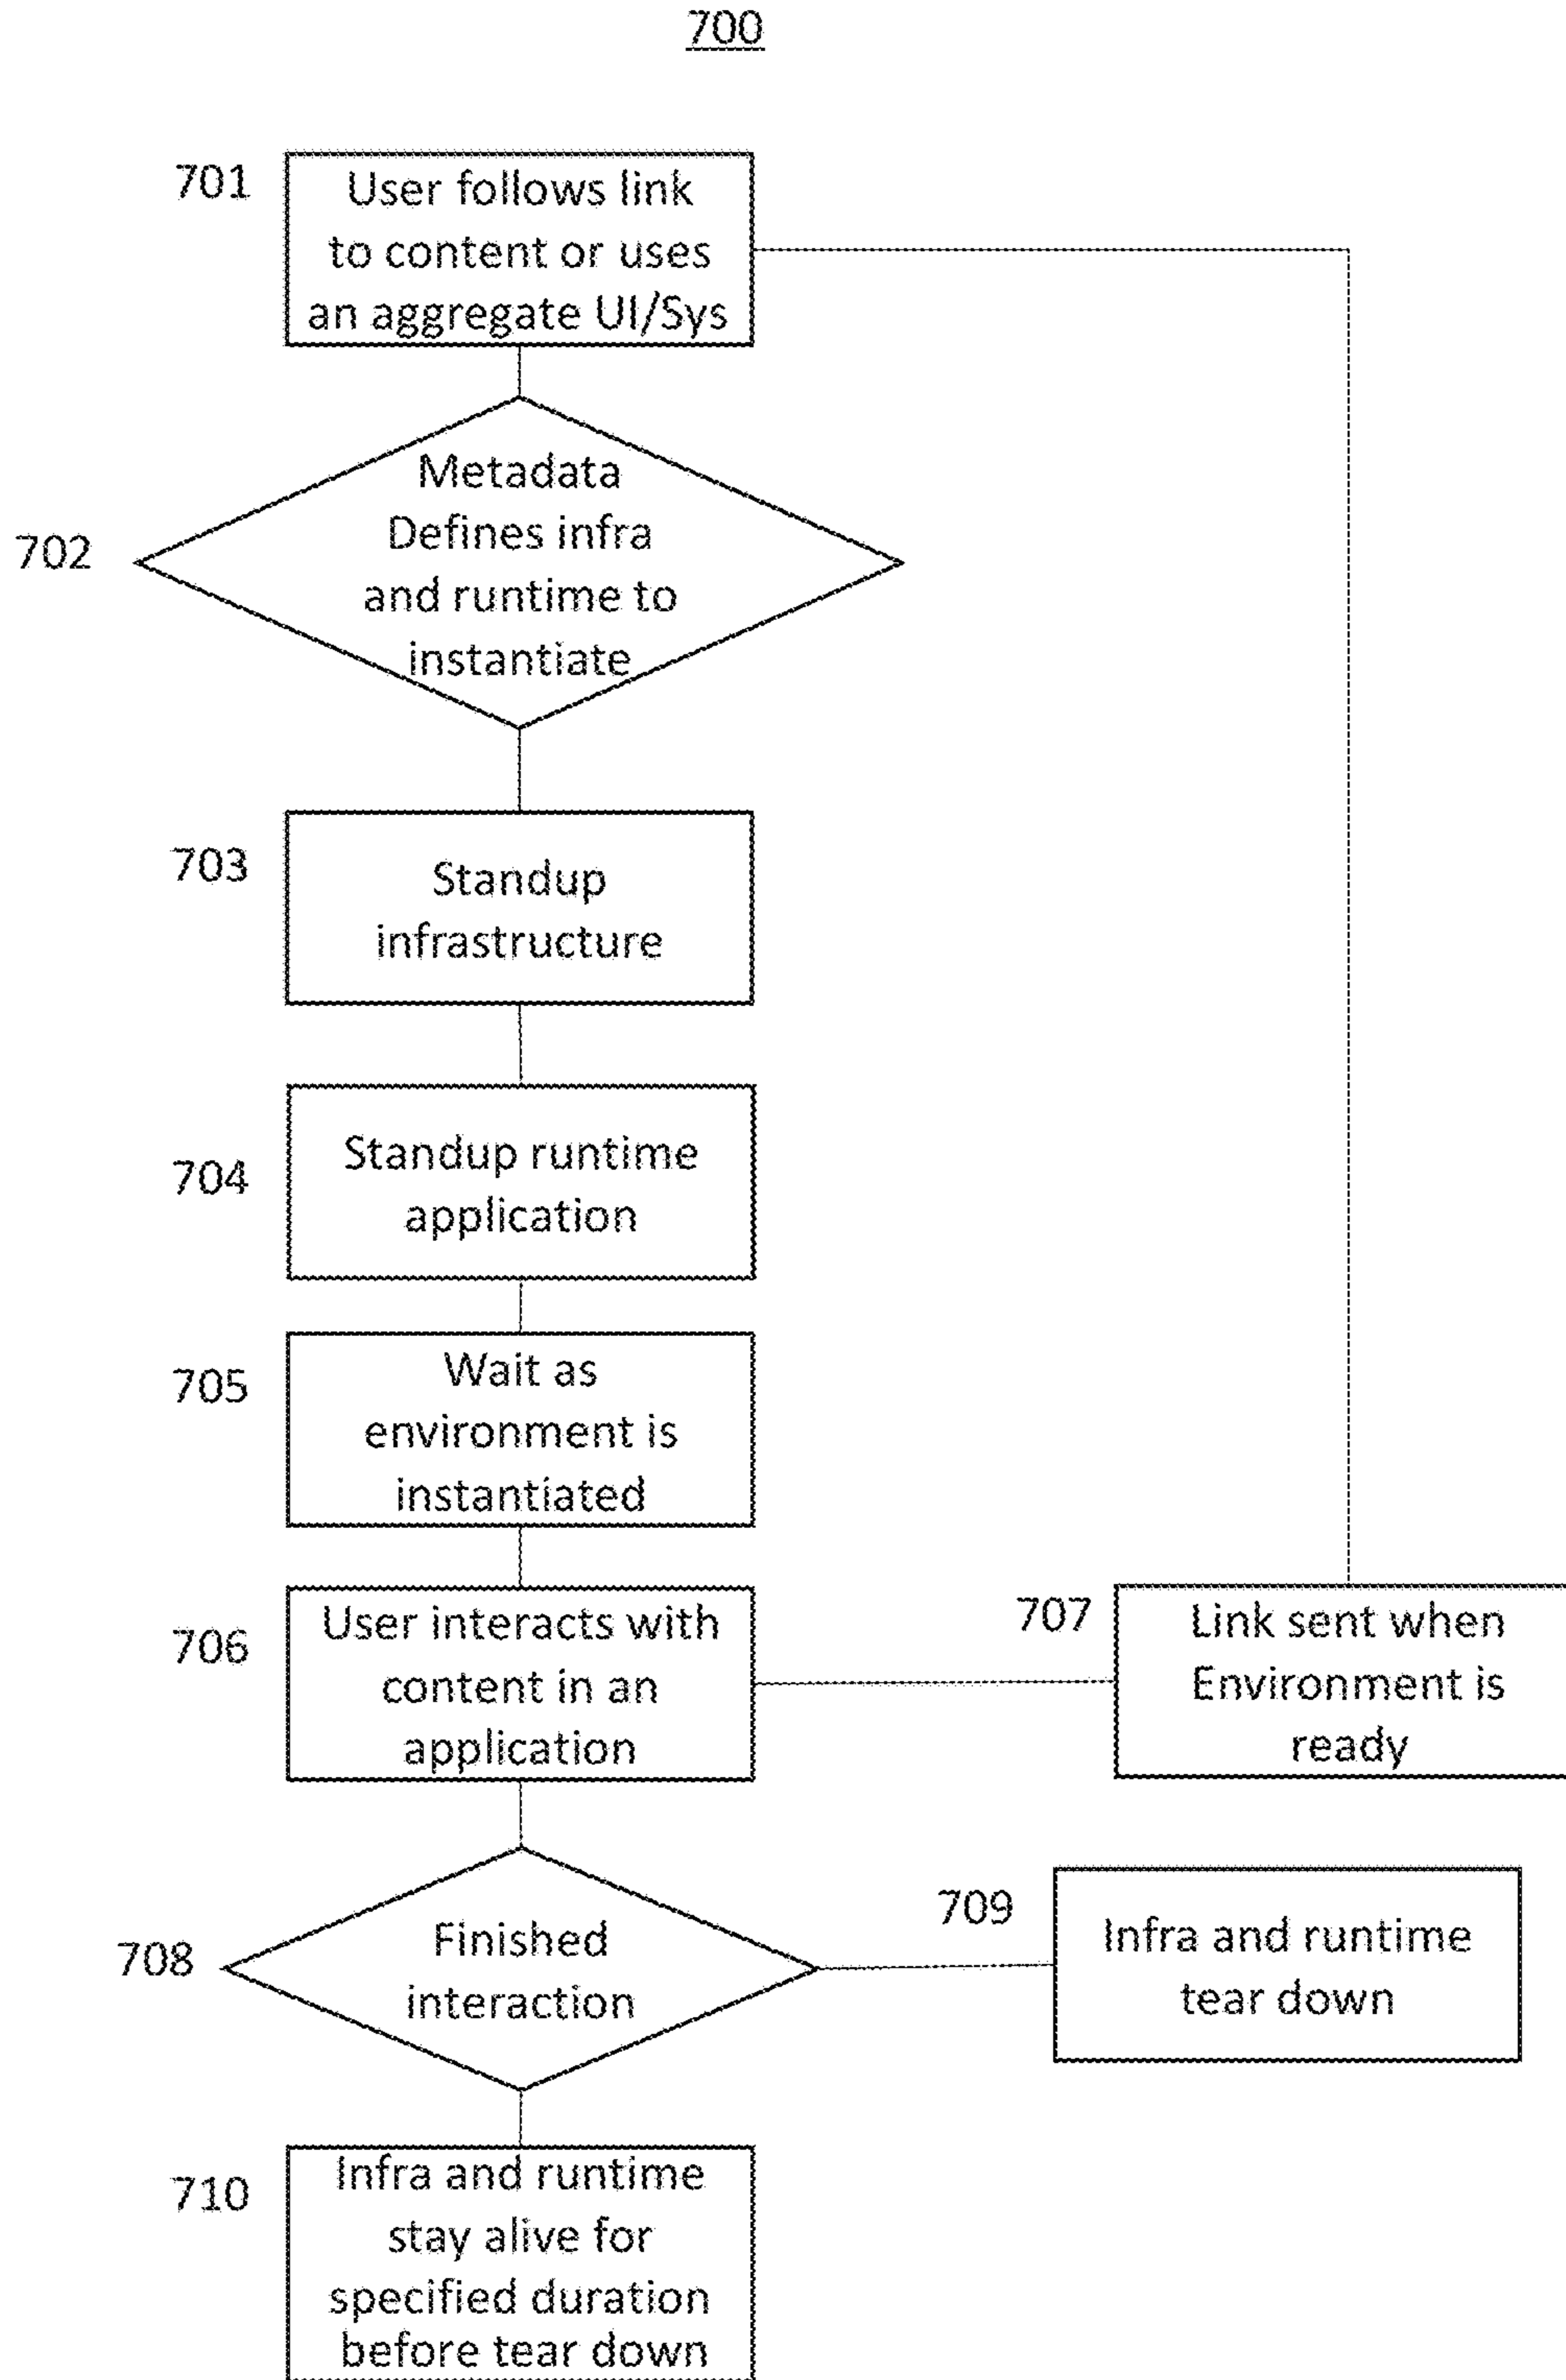 700
701
User follows link
to content or uses
an aggregate UI/Sys
702
Metadata
Defines infra
and runtime to
instantiate
703
Standup
infrastructure
704
Standup runtime
application
705
Wait as
environment is
instantiated
706
User interacts with
content in an
application
707
Link sent when
Environment is
ready
708
Finished
interaction
709
Infra and runtime
tear down
710
Infra and runtime
stay alive for
specified duration
before tear down